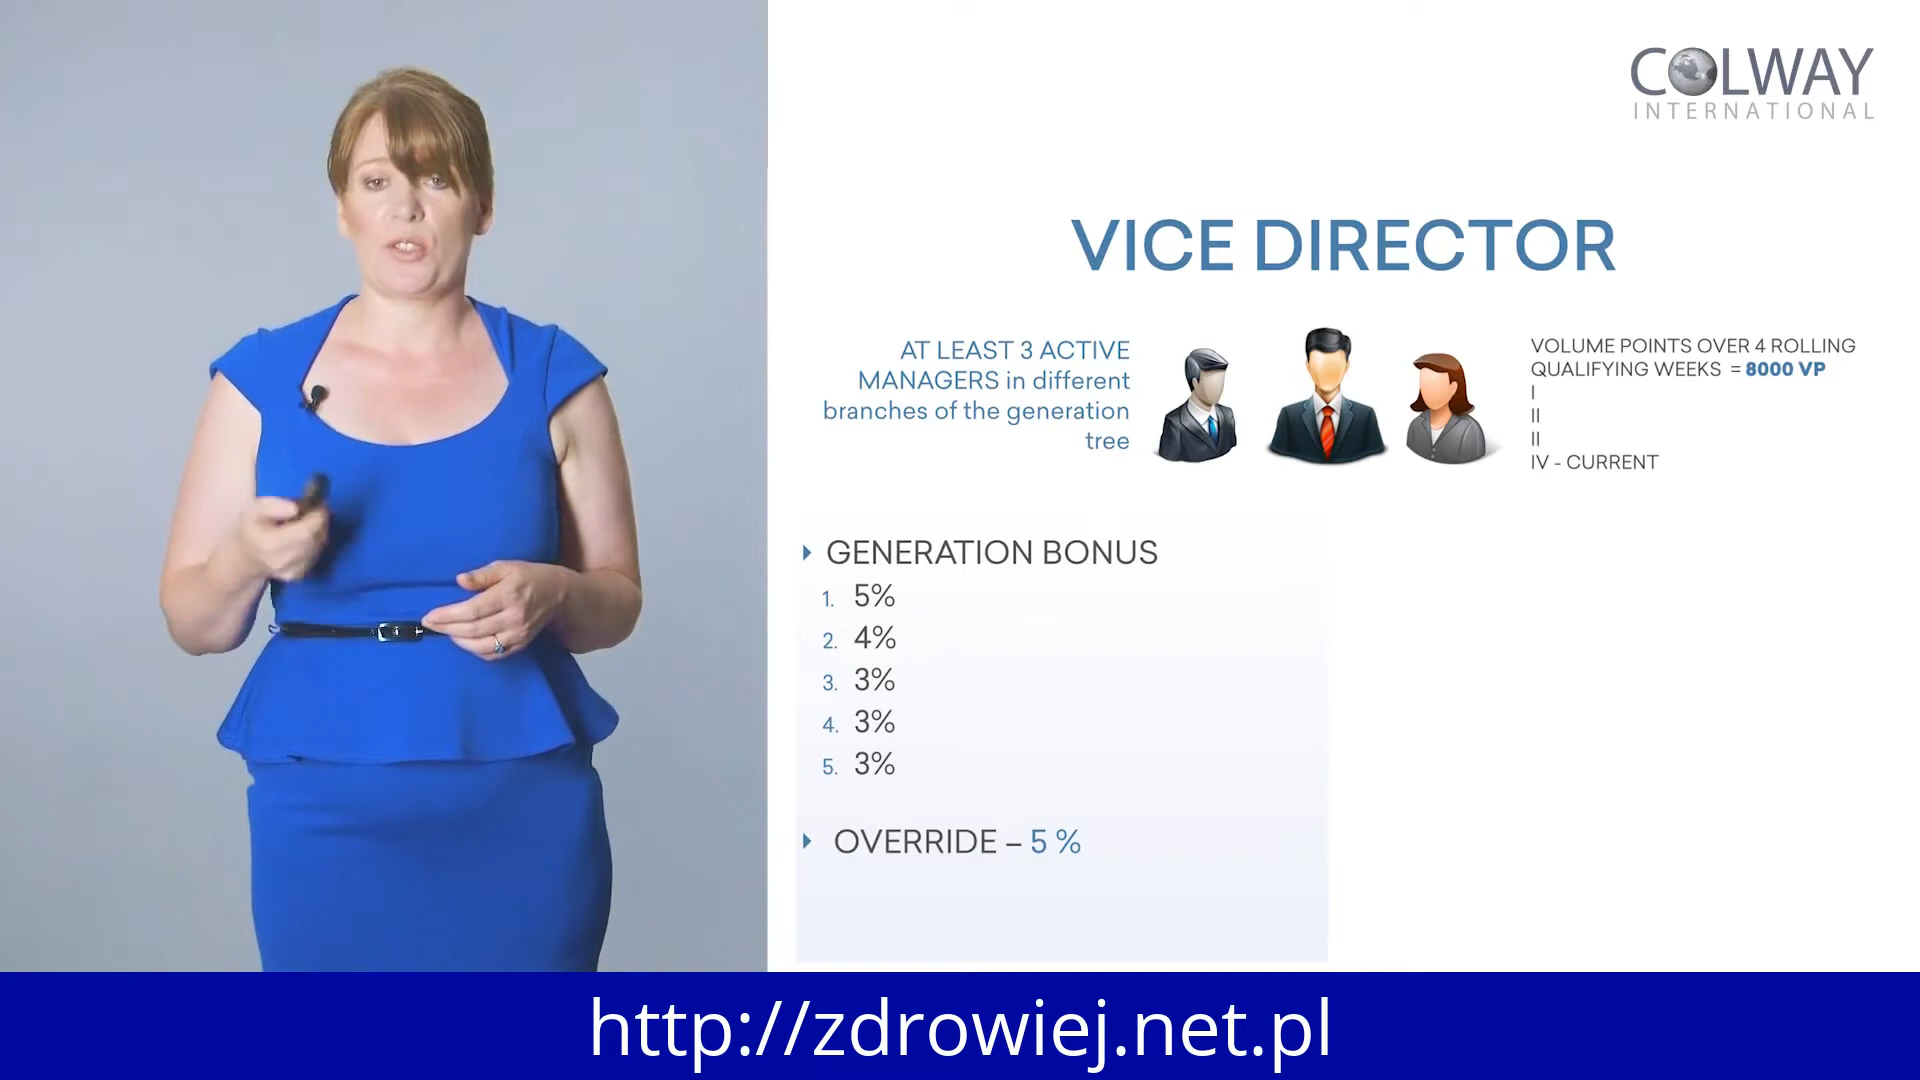 COLWAY
INTERNATIONAL
VICE DIRECTOR
AT LEAST 3 ACTIVE
MANAGERS in different
branches of the generation
tree
VOLUME POINTS OVER 4 ROLLING
QUALIFYING WEEKS = 8000 VP
I
II
II
IV - CURRENT
GENERATION BONUS
1. 5%
2. 4%
3. 3%
4. 3%
5. 3%
OVERRIDE – 5 %
http://zdrowiej.net.pl